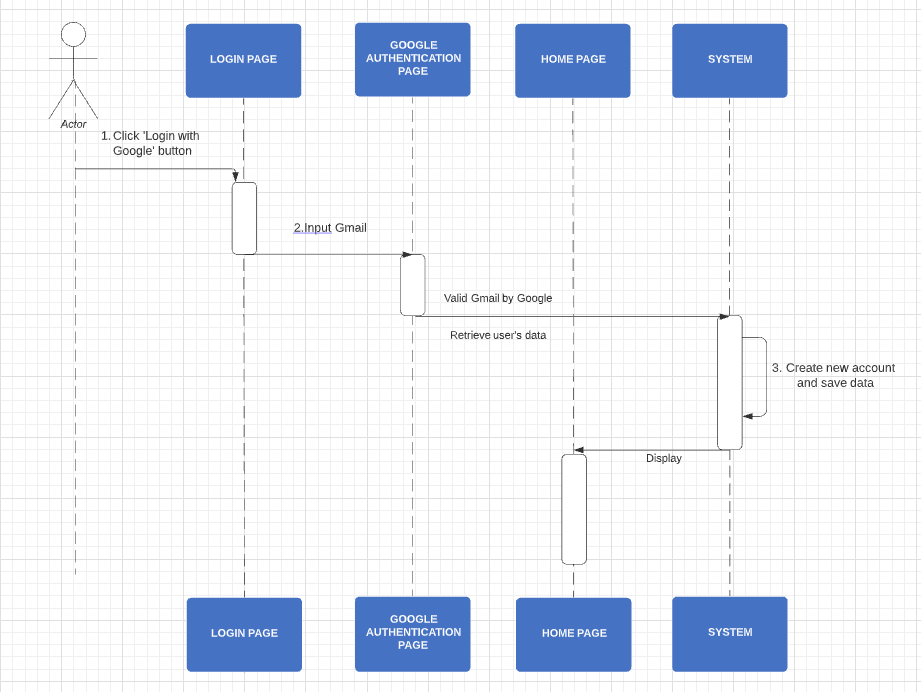 LOGIN PAGE
GOOGLE
AUTHENTICATION
PAGE
HOME PAGE
SYSTEM
Actor
1. Click 'Login with
Google' button
2.Input Gmail
Valid Gmail by Google
Retrieve user's data
3. Create new account
and save data
Display
LOGIN PAGE
GOOGLE
AUTHENTICATION
PAGE
HOME PAGE
SYSTEM